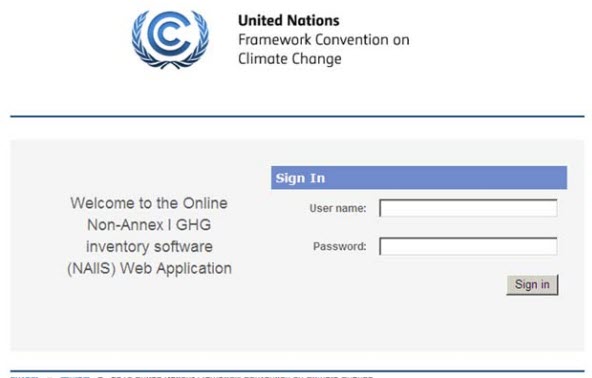 United Nations
Framework Convention on
Climate Change
Sign In
Welcome to the Online
Non-Annex I GHG
inventory software
(NAIIS) Web Application
User name:
Password:
Sign in